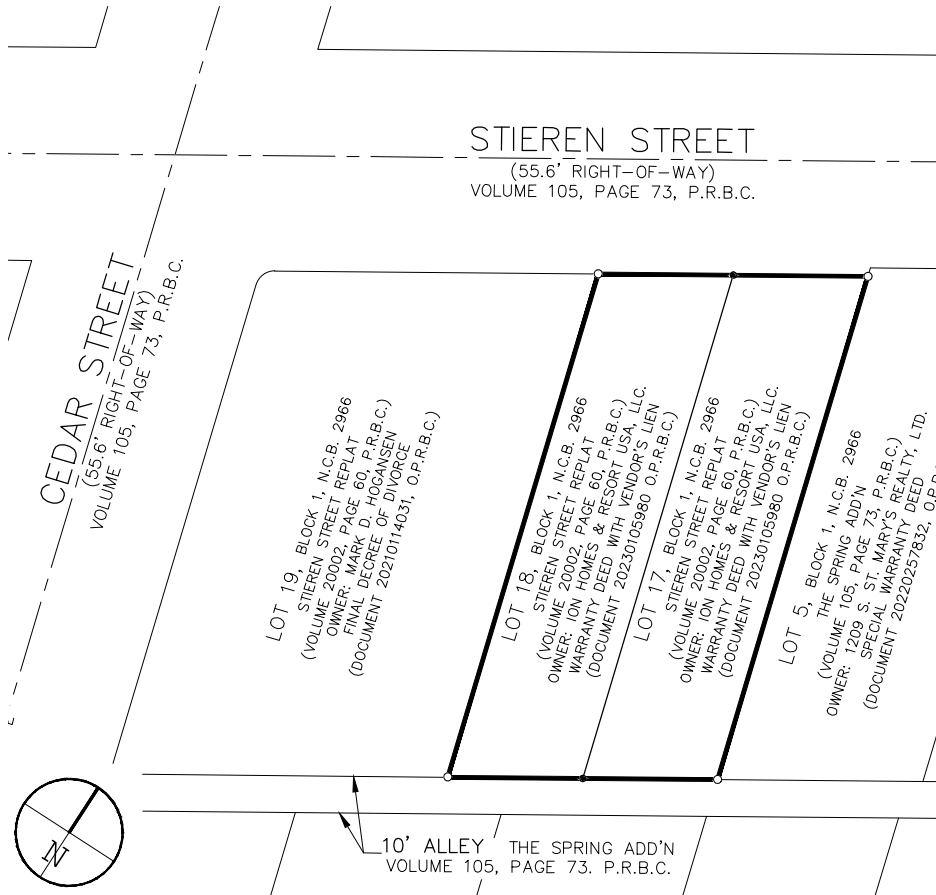 STIEREN STREET
(55.6' RIGHT-OF-WAY)
VOLUME 105, PAGE 73, P.R.B.C.
CEDAR STREET
(55.6' RIGHT-OF-WAY)
VOLUME 105, PAGE 73, P.R.B.C.
LOT 19, BLOCK 1, N.C.B. 2966
STIEREN STREET REPLAT
(VOLUME 20002, PAGE 60, P.R.B.C.)
OWNER: MARK D. HOGANSEN
FINAL DECREE OF DIVORCE
(DOCUMENT 20210114031, O.P.R.B.C.)
LOT 18, BLOCK 1, N.C.B. 2966
STIEREN STREET REPLAT
(VOLUME 20002, PAGE 60, P.R.B.C.)
OWNER: ION HOMES & RESORT USA, LLC.
WARRANTY DEED WITH VENDOR'S LIEN
(DOCUMENT 20230105980 O.P.R.B.C.)
LOT 17, BLOCK 1, N.C.B. 2966
STIEREN STREET REPLAT
(VOLUME 20002, PAGE 60, P.R.B.C.)
OWNER: ION HOMES & RESORT USA, LLC.
WARRANTY DEED WITH VENDOR'S LIEN
(DOCUMENT 20230105980 O.P.R.B.C.)
LOT 5, BLOCK 1, N.C.B. 2966
THE SPRING ADD'N
(VOLUME 105, PAGE 73, P.R.B.C.)
OWNER: 1209 S. ST. MARY'S REALTY, LTD.
SPECIAL WARRANTY DEED
(DOCUMENT 20220257832,
N
10' ALLEY THE SPRING ADD'N
VOLUME 105, PAGE 73. P.R.B.C.